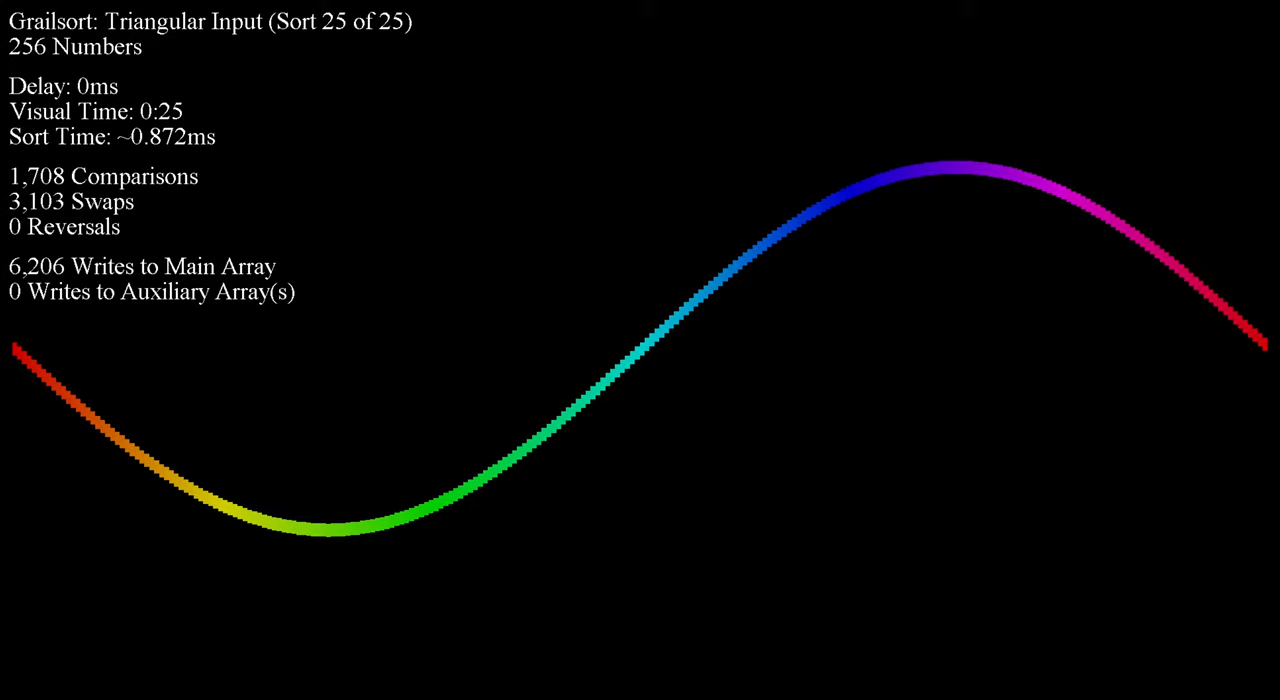 Grailsort: Triangular Input (Sort 25 of 25)
256 Numbers
Delay: 0ms
Visual Time: 0:25
Sort Time: ~0.872ms
1,708 Comparisons
3,103 Swaps
0 Reversals
6,206 Writes to Main Array
0 Writes to Auxiliary Array(s)